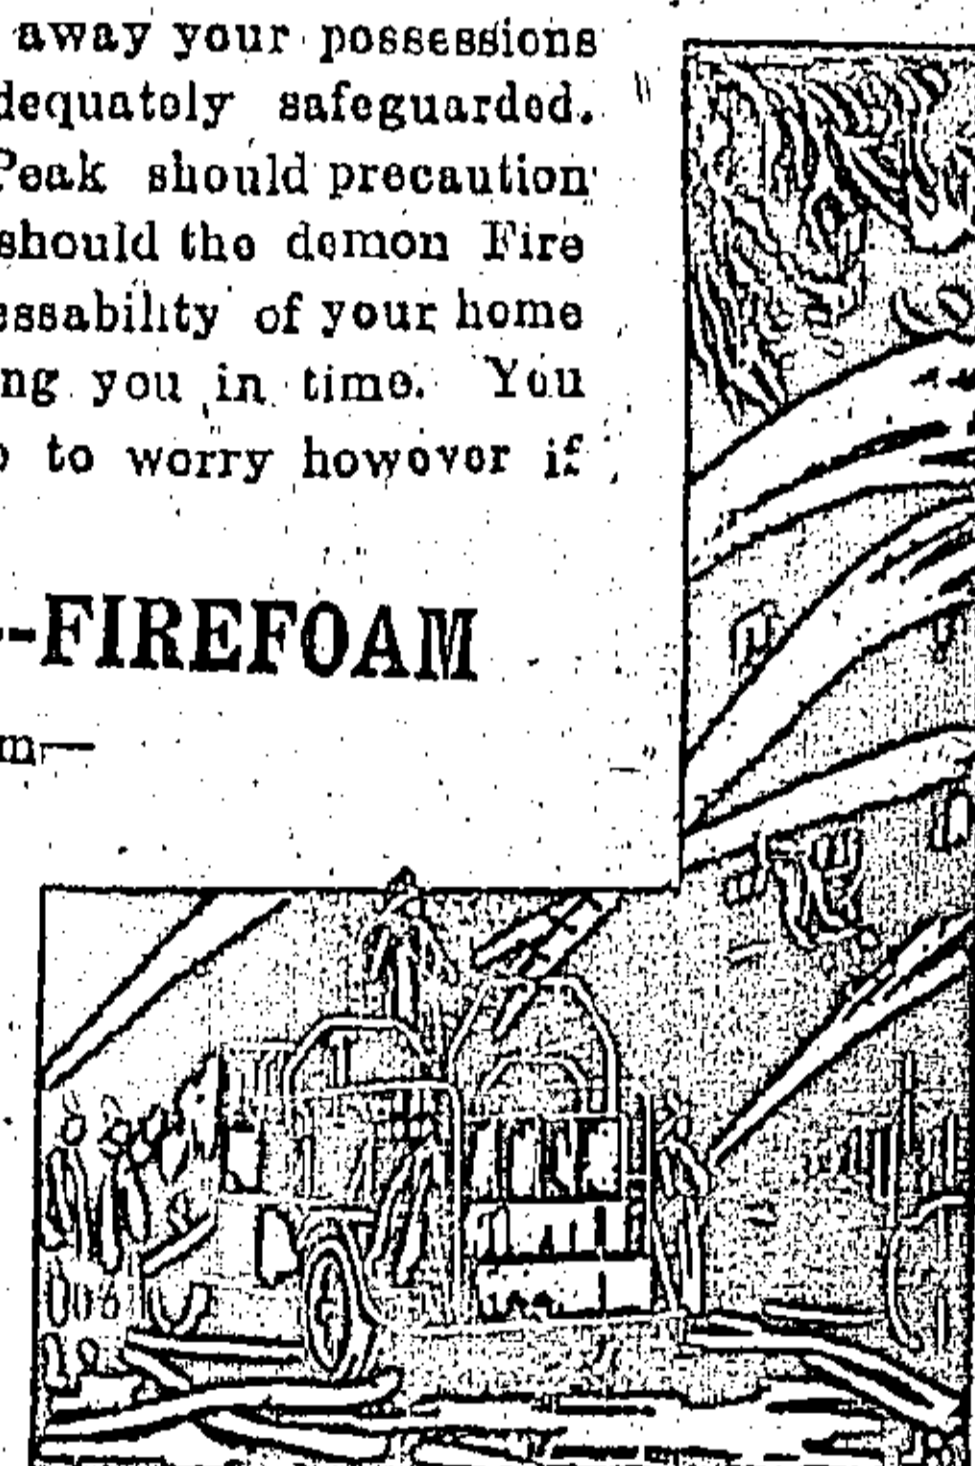 away your possessions
dequately safeguarded.
Peak should precaution
should the demon Fire
essability of your home
ng you in time. You
to worry however if
--FIREFOAM
m—